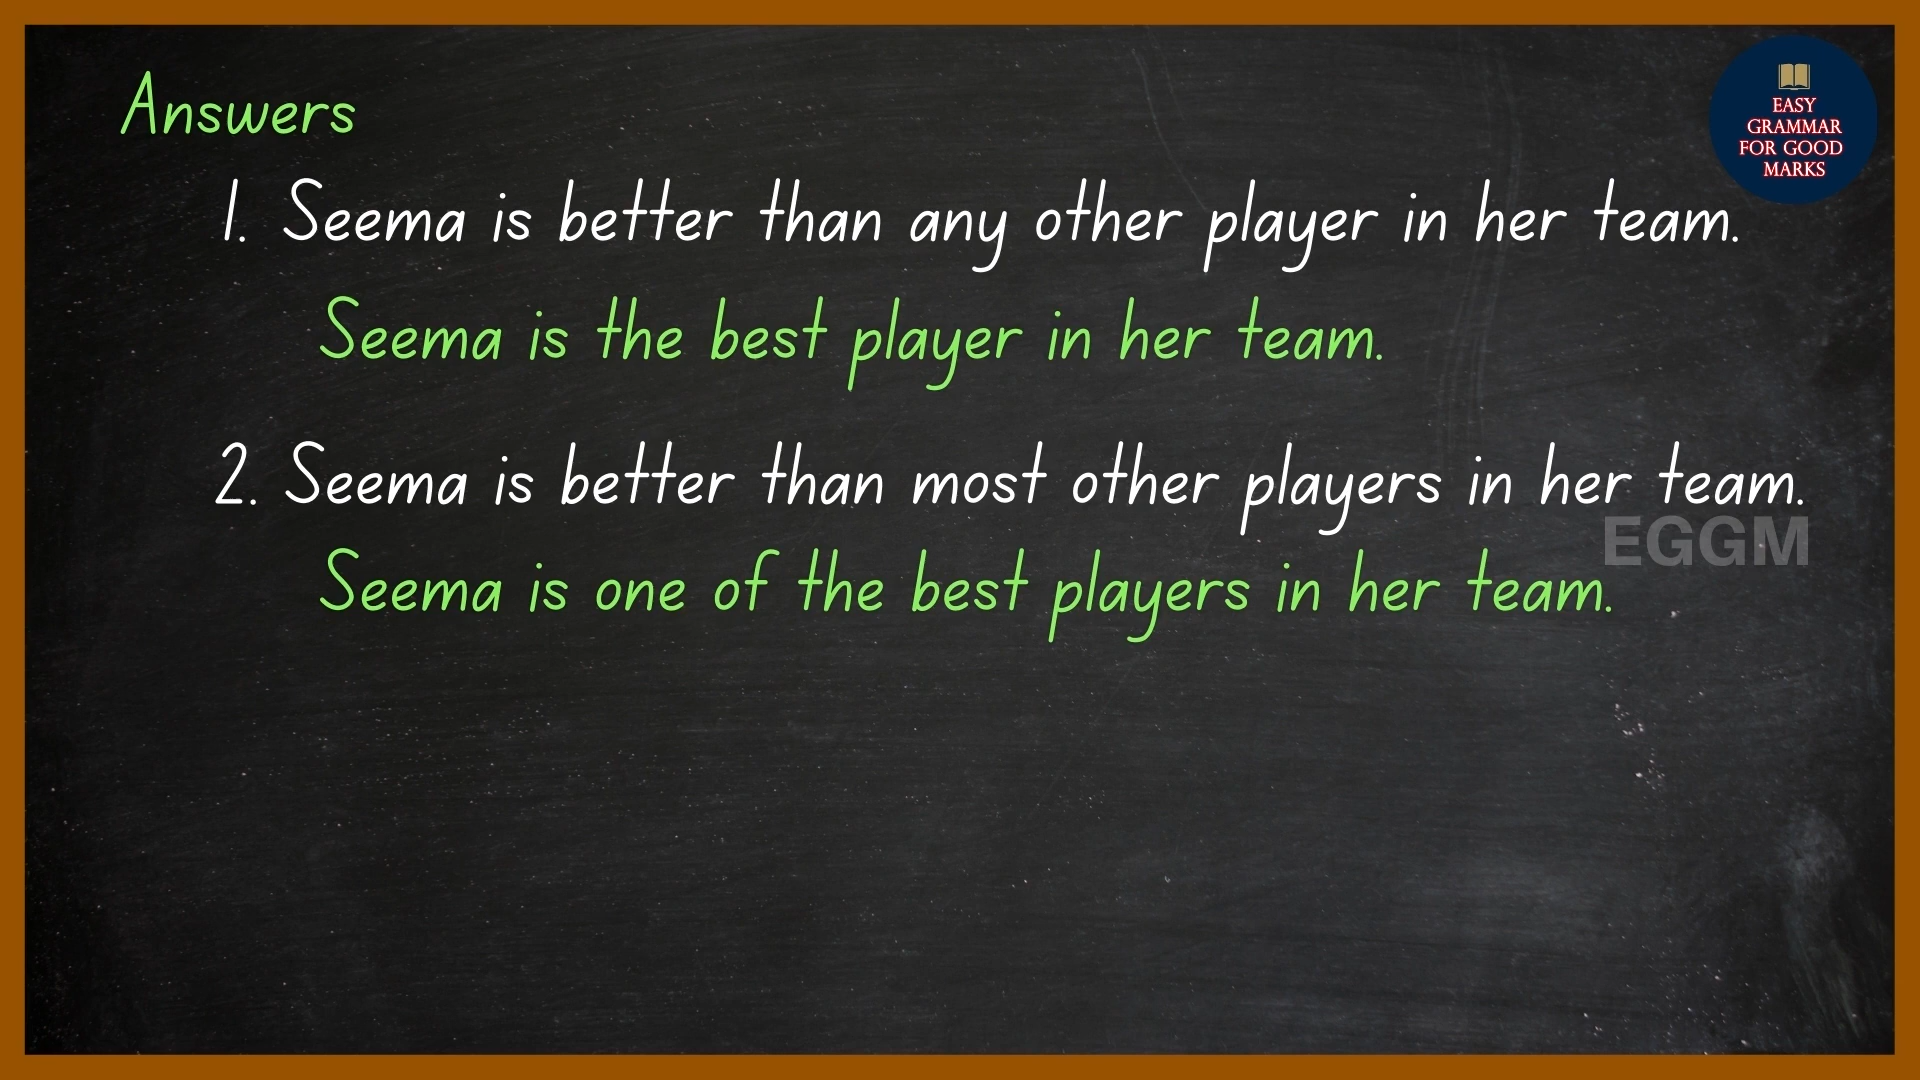 Answers
EASY
GRAMMAR
FOR GOOD
MARKS
1. Seema is better than any other player in her team.
Seema is the best player in her team.
2. Seema is better than most other players in her team.
EGGM
Seema is one of the best players in her team.